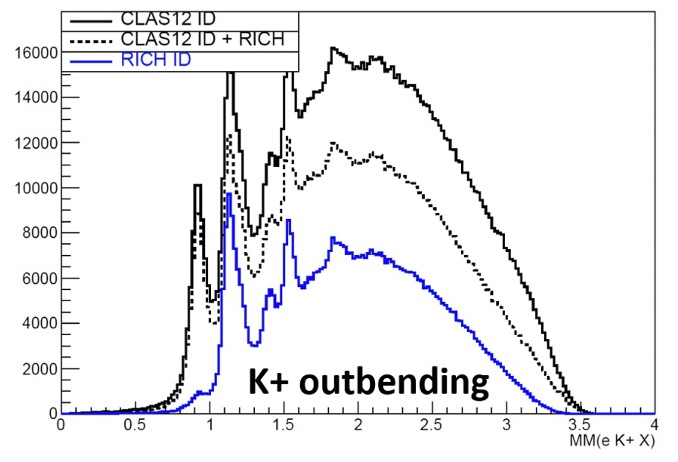 CLAS12 ID
CLAS12 ID + RICH
RICH ID
16000
14000
12000
10000
8000
6000
4000
2000
0
K+ outbending
0 0.5 1 1.5 2 2.5 3 3.5 4
MM(e K+ X)